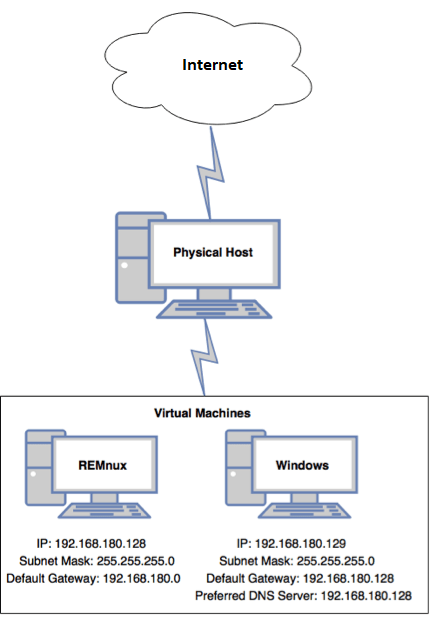 Internet
Physical Host
Virtual Machines
REMnux
IP: 192.168.180.128
Subnet Mask: 255.255.255.0
Default Gateway: 192.168.180.0
Windows
IP: 192.168.180.129
Subnet Mask: 255.255.255.0
Default Gateway: 192.168.180.128
Preferred DNS Server: 192.168.180.128